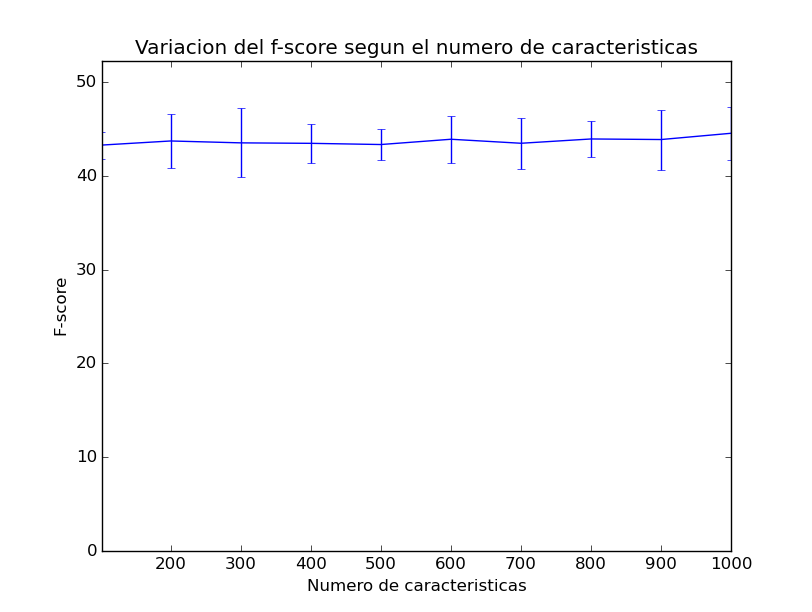 Variacion del f-score segun el numero de caracteristicas
50
40
30
20
10
0
F-score
200 300 400 500 600 700 800 900 1000
Numero de caracteristicas